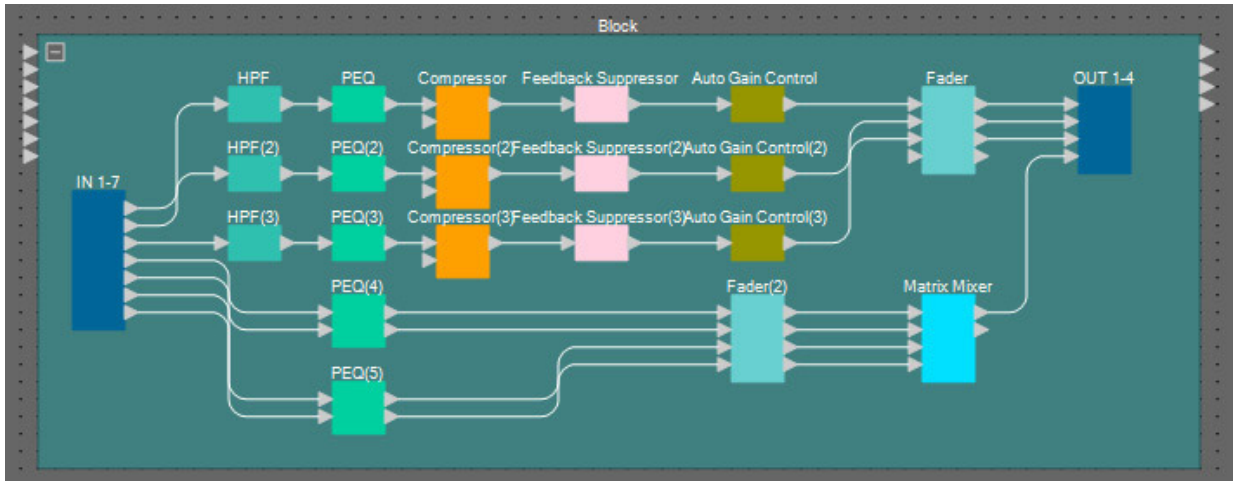 Block
HPF PEQ Compressor Feedback Suppressor Auto Gain Control Fader OUT 1-4
HPF(2) PEQ(2) Compressor(2) Feedback Suppressor(2) Auto Gain Control(2)
IN 1-7
HPF(3) PEQ(3) Compressor(3) Feedback Suppressor(3) Auto Gain Control(3)
PEQ(4) Fader(2) Matrix Mixer
PEQ(5)